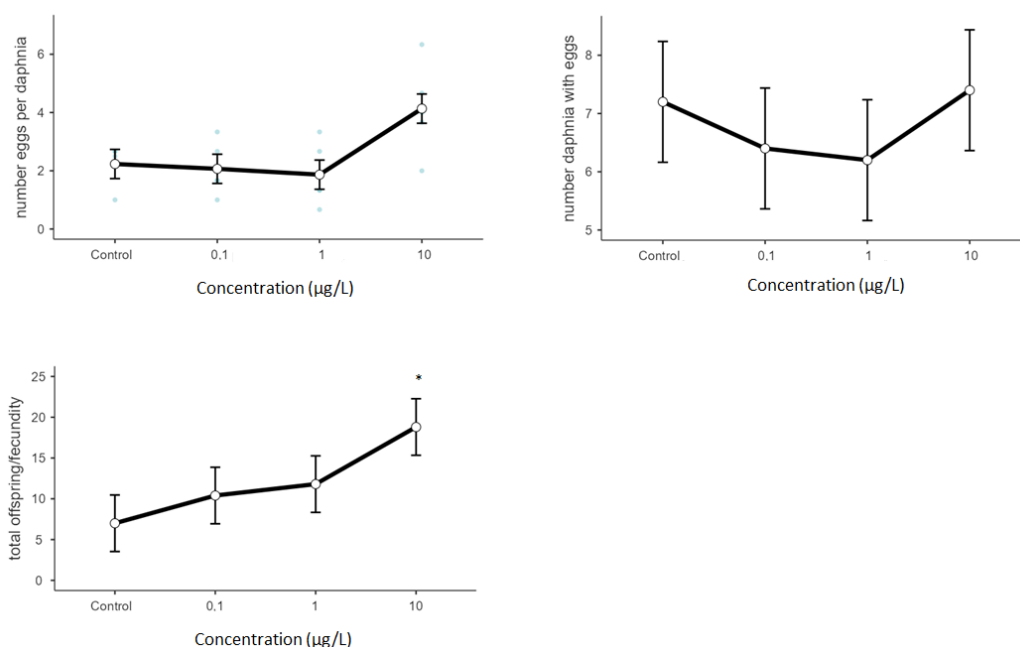 number eggs per daphnia
6
4
2
0
Control 0.1 1 10
Concentration (µg/L)
number daphnia with eggs
8
7
6
5
Control 0.1 1 10
Concentration (µg/L)
total offspring/fecundity
25
20
15
10
5
0
*
Control 0.1 1 10
Concentration (µg/L)